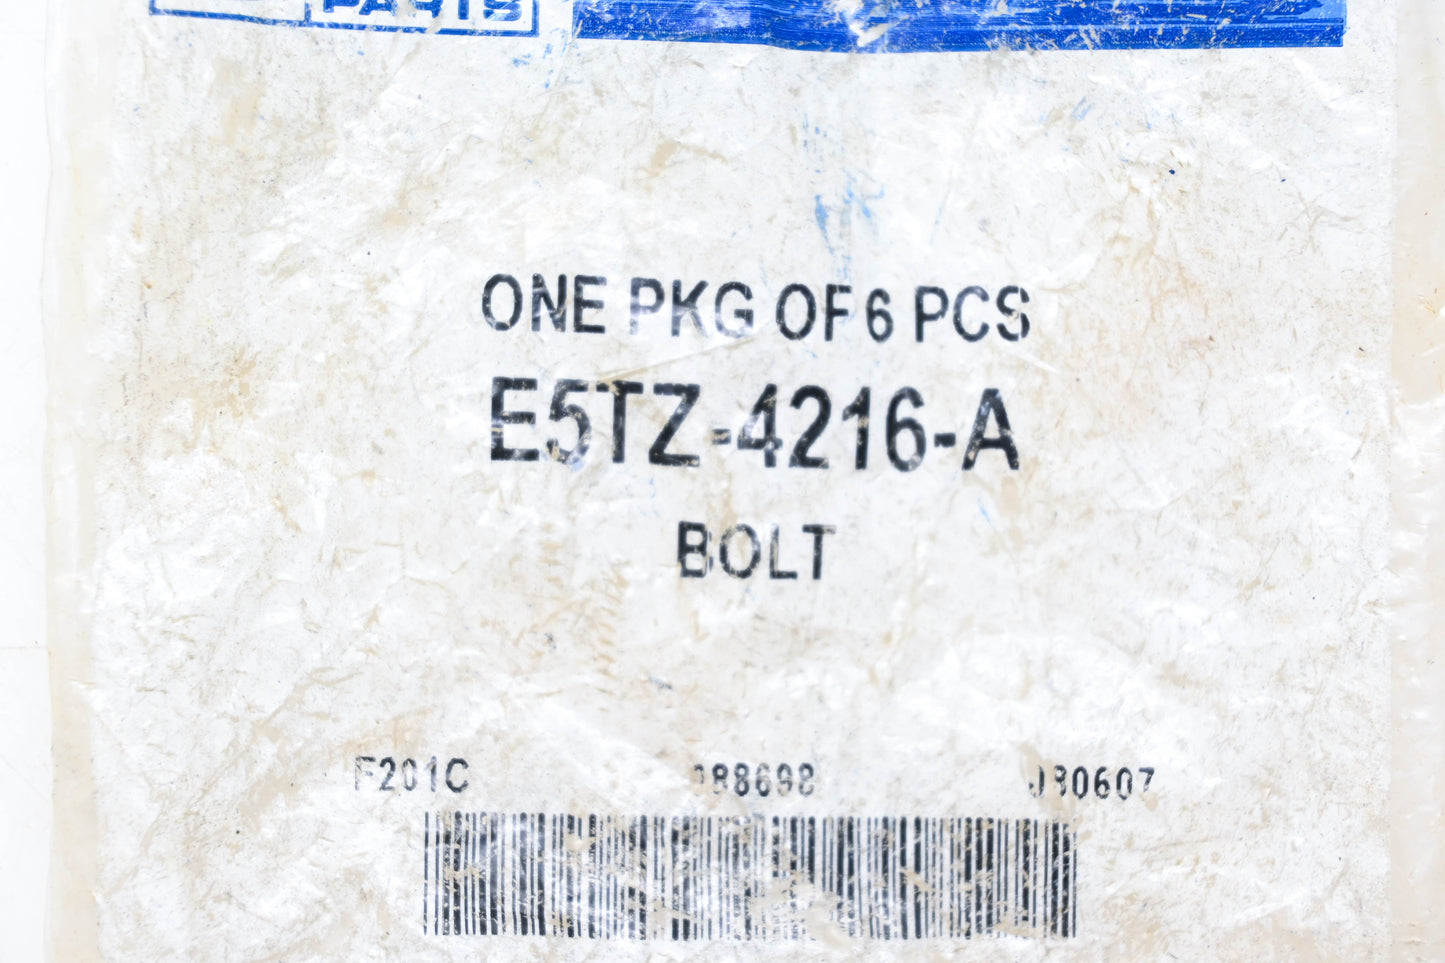 PARTS
ONE PKG OF 6 PCS
E5TZ-4216-A
BOLT
F201C